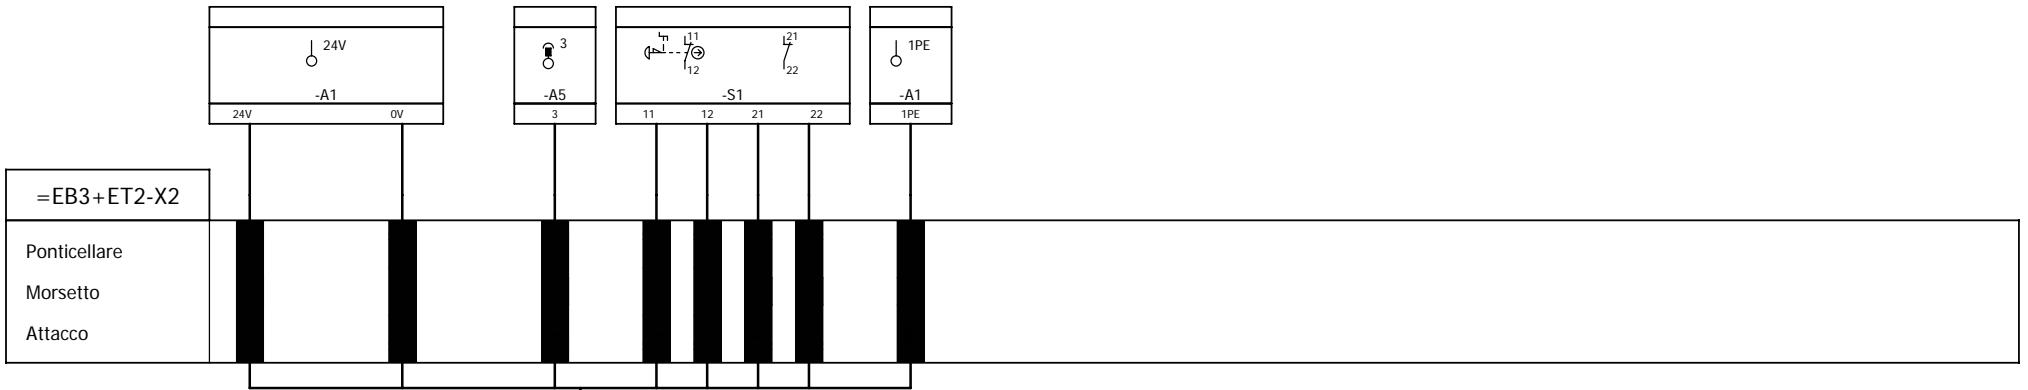 24V
3
11
21
1PE
12
22
-A1
-A5
-S1
-A1
24V
0V
3
11
12
21
22
1PE
=EB3+ET2-X2
Ponticellare
Morsetto
Attacco